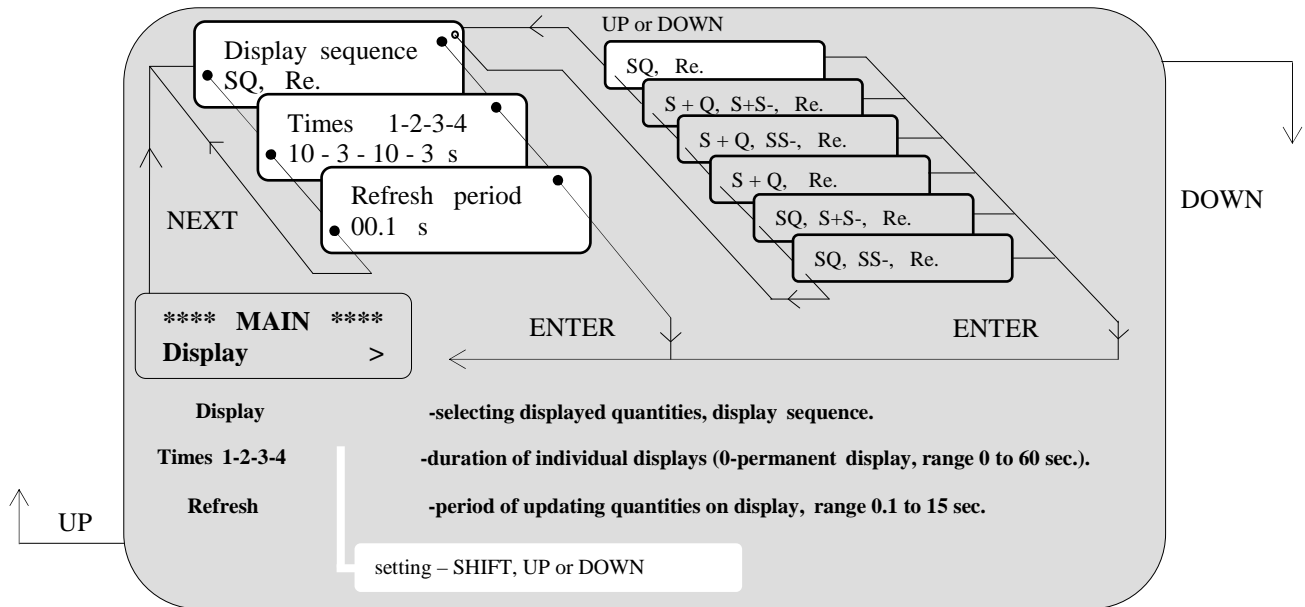 UP or DOWN
Display sequence
SQ, Re.
Times 1-2-3-4
10 - 3 - 10 - 3 s
Refresh period
00.1 s
SQ, Re.
S + Q, S+S-, Re.
S + Q, SS-, Re.
S + Q, Re.
SQ, S+S-, Re.
SQ, SS-, Re.
NEXT
DOWN
**** MAIN ****
Display >
ENTER
ENTER
Display -selecting displayed quantities, display sequence.
Times 1-2-3-4 -duration of individual displays (0-permanent display, range 0 to 60 sec.).
Refresh -period of updating quantities on display, range 0.1 to 15 sec.
UP
setting – SHIFT, UP or DOWN